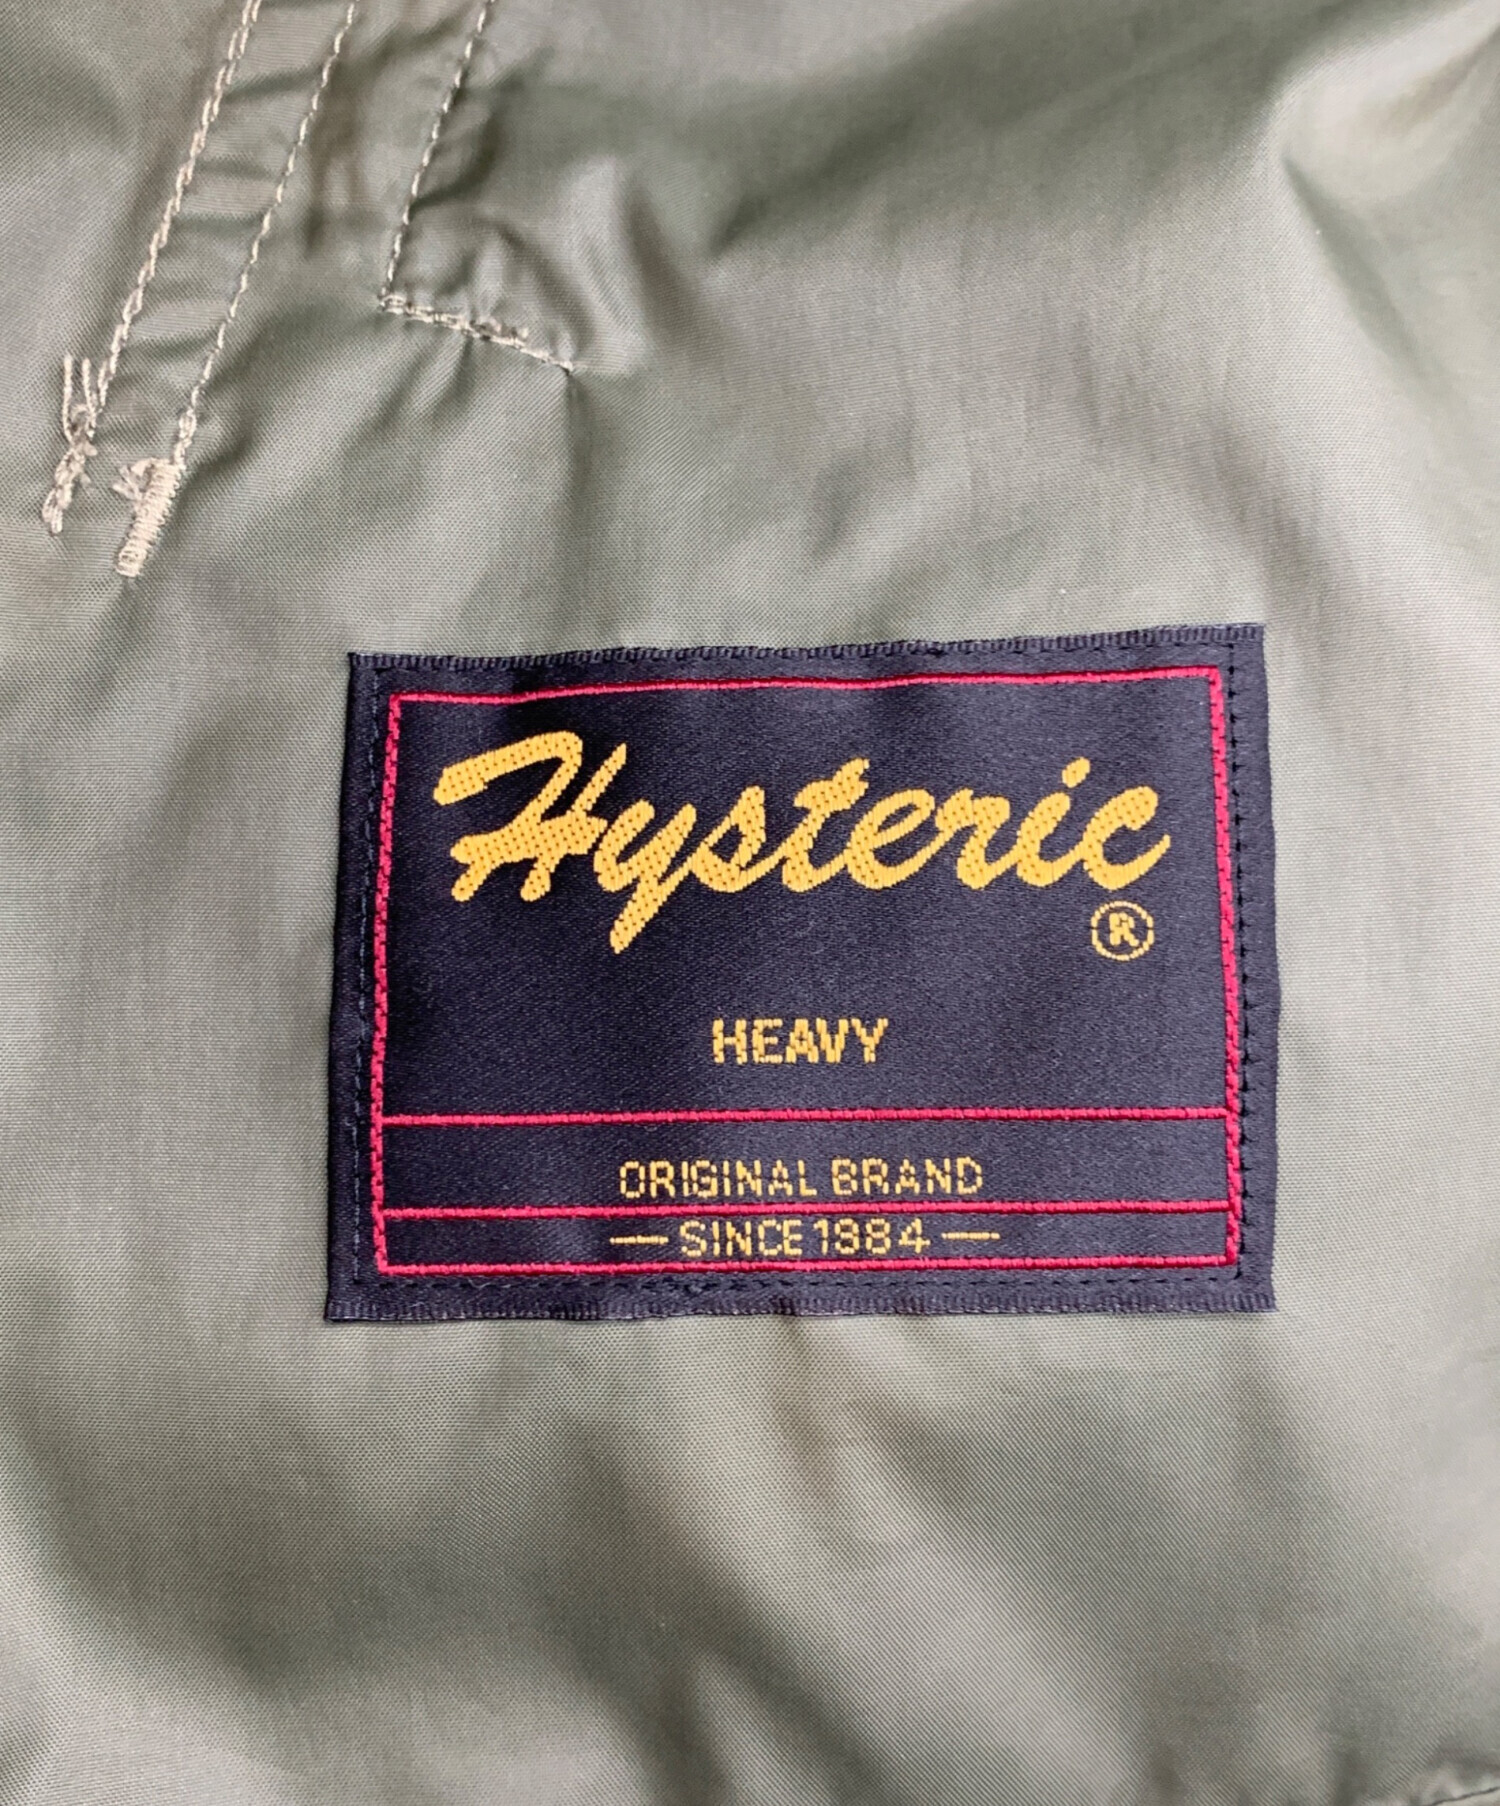 Hysteric
®
HEAVY
ORIGINAL BRAND
— SINCE 1984 —